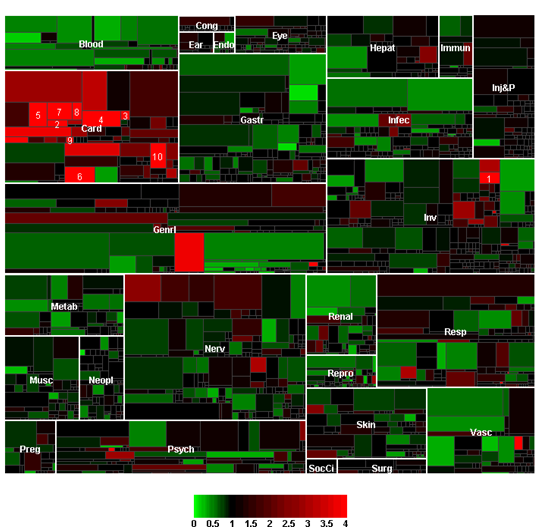 Blood
Cong
Ear
Endo
Eye
Hepat
Immun
Inj&P
Card
5
7
8
2
4
3
9
10
6
Gastr
Infec
Genrl
Inv
1
Metab
Musc
Neopl
Nerv
Renal
Repro
Resp
Preg
Psych
Skin
SocCi
Surg
Vasc
0 0.5 1 1.5 2 2.5 3 3.5 4